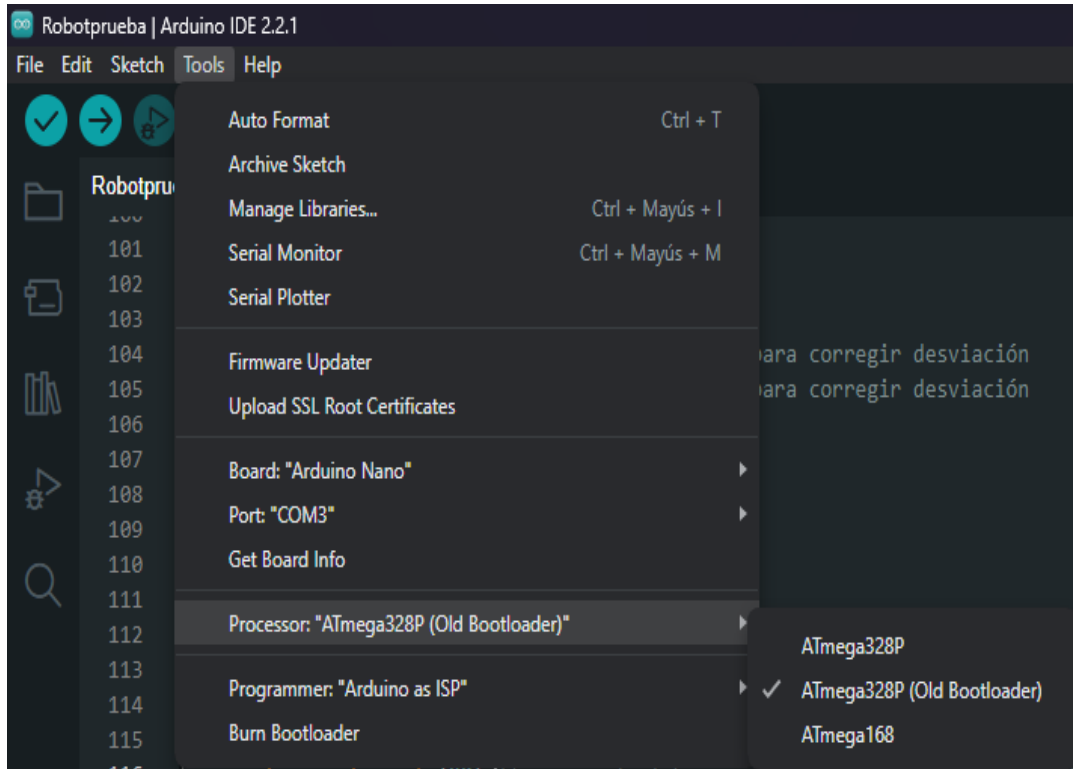 Robotprueba | Arduino IDE 2.2.1
File Edit Sketch Tools Help
Auto Format Ctrl + T
Archive Sketch
Robotpru
Manage Libraries... Ctrl + Mayús + I
100
101
Serial Monitor Ctrl + Mayús + M
102
Serial Plotter
103
104 para corregir desviación
Firmware Updater
105 para corregir desviación
Upload SSL Root Certificates
106
107
Board: "Arduino Nano"
108
Port: "COM3"
109
110
Get Board Info
111
Processor: "ATmega328P (Old Bootloader)"
112
ATmega328P
113
Programmer: "Arduino as ISP"
ATmega328P (Old Bootloader)
114
Burn Bootloader
ATmega168
115